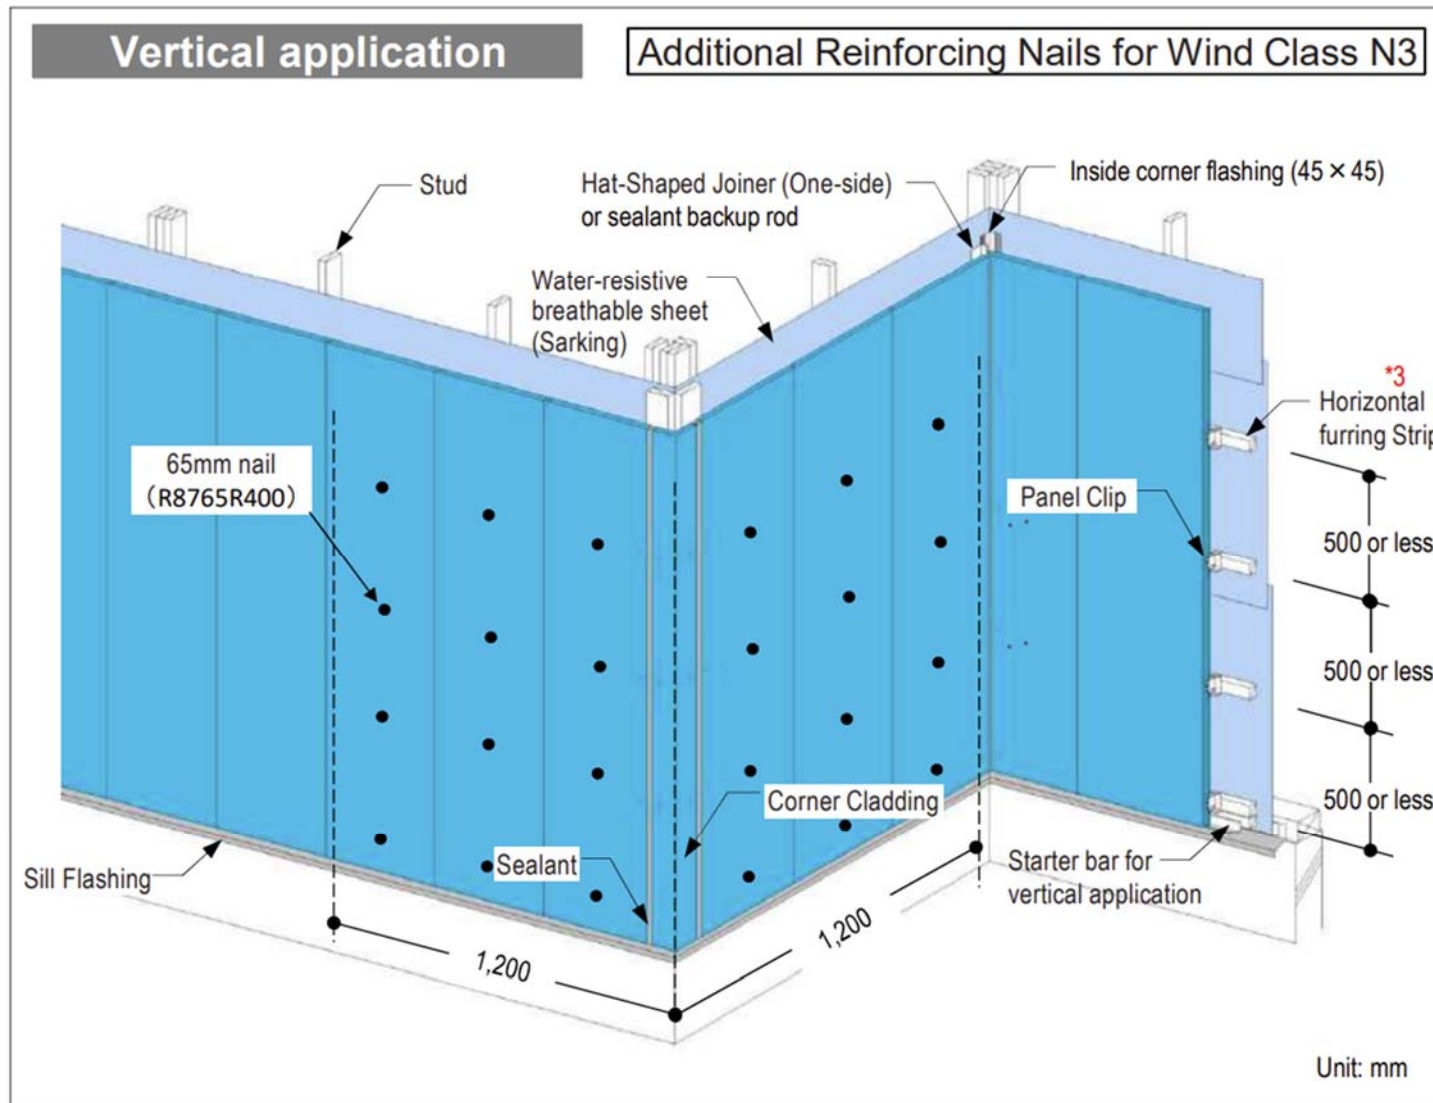 Vertical application
Additional Reinforcing Nails for Wind Class N3
Stud
Hat-Shaped Joiner (One-side)
or sealant backup rod
Inside corner flashing (45 × 45)
Water-resistive
breathable sheet
(Sarking)
*3
Horizontal
furring Strip
65mm nail
(R8765R400)
Panel Clip
500 or less
500 or less
500 or less
Corner Cladding
Sealant
Sill Flashing
Starter bar for
vertical application
1,200
1,200
Unit: mm